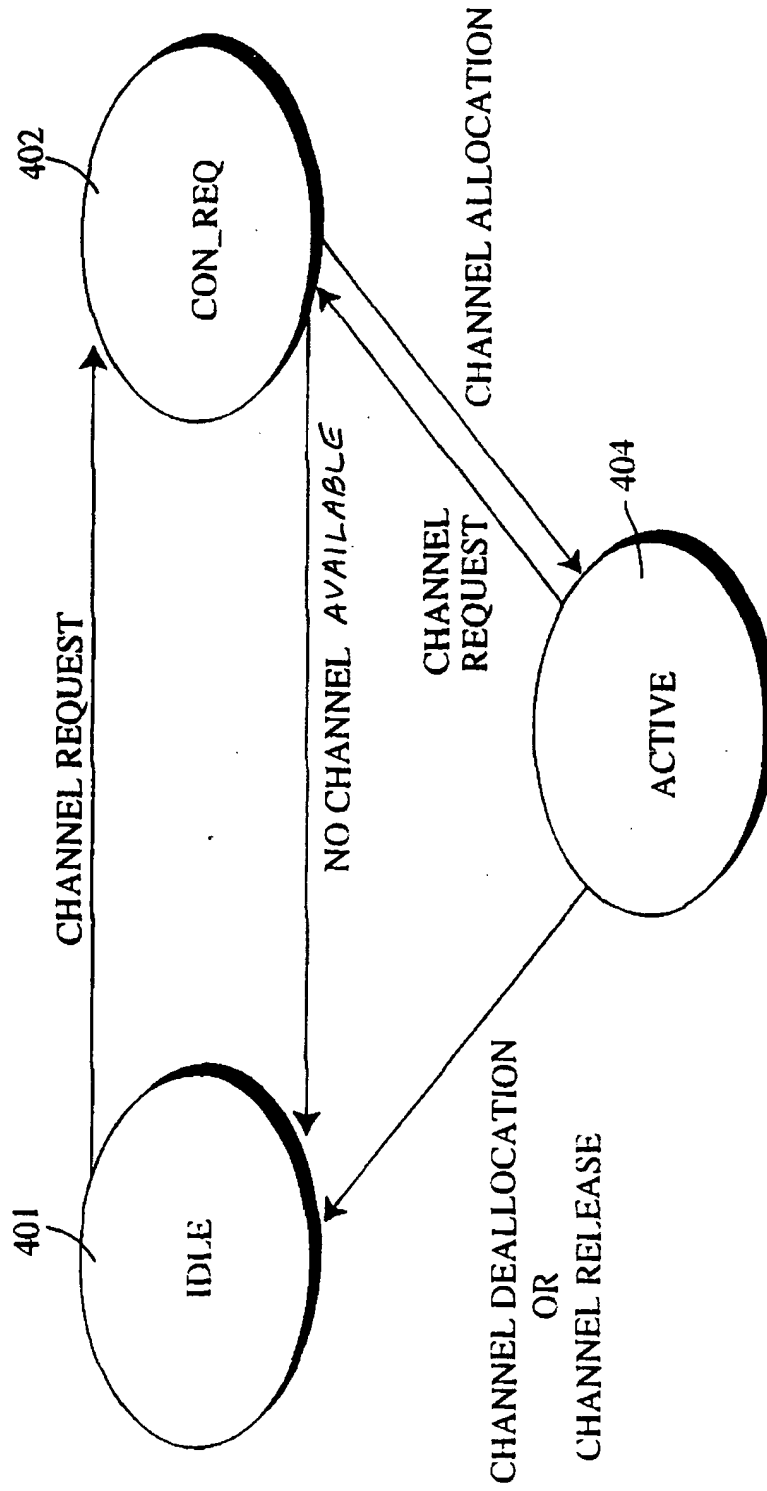 401
IDLE
402
CON_REQ
CHANNEL REQUEST
NO CHANNEL AVAILABLE
CHANNEL
REQUEST
CHANNEL ALLOCATION
404
ACTIVE
CHANNEL DEALLOCATION
OR
CHANNEL RELEASE